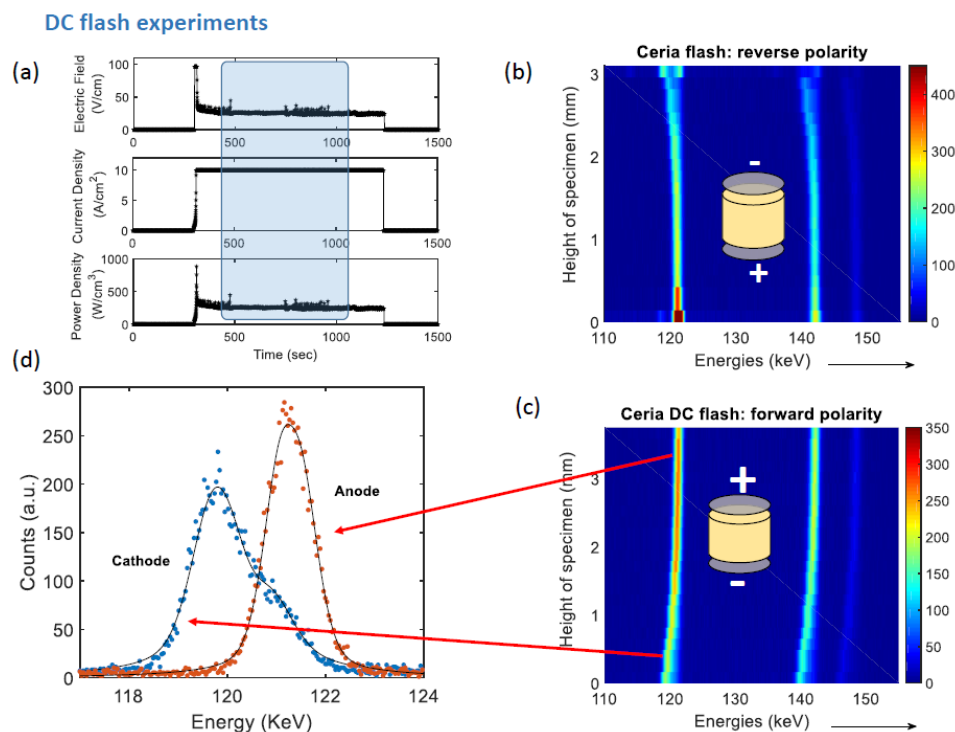 DC flash experiments
(a)
Electric Field
(V/cm)
100
50
0
0 500 1000 1500
Current Density
(A/cm²)
10
5
0
0 500 1000 1500
Power Density
(W/cm³)
1000
500
0
0 500 1000 1500
Time (sec)
(b)
Ceria flash: reverse polarity
Height of specimen (mm)
3
2
1
0
-
+
110 120 130 140 150
Energies (keV)
400
300
200
100
0
(d)
Counts (a.u.)
300
250
200
150
100
50
0
Anode
Cathode
118 120 122 124
Energy (KeV)
(c)
Ceria DC flash: forward polarity
Height of specimen (mm)
3
2
1
0
+
-
110 120 130 140 150
Energies (keV)
350
300
250
200
150
100
50
0